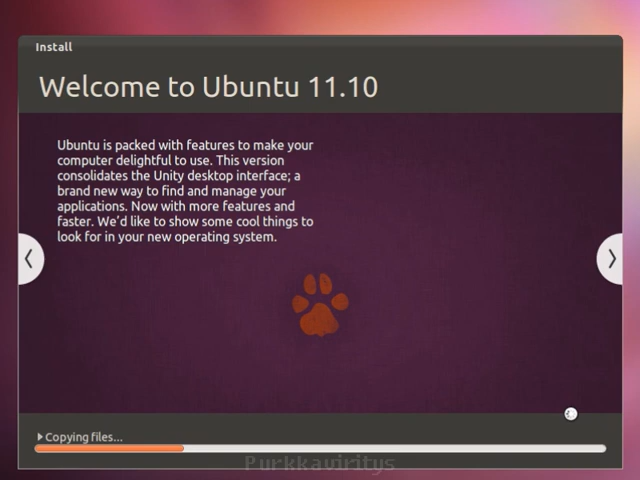 Install
Welcome to Ubuntu 11.10
Ubuntu is packed with features to make your
computer delightful to use. This version
consolidates the Unity desktop interface; a
brand new way to find and manage your
applications. Now with more features and
faster. We'd like to show some cool things to
look for in your new operating system.
Copying files...
Purkkaviritys